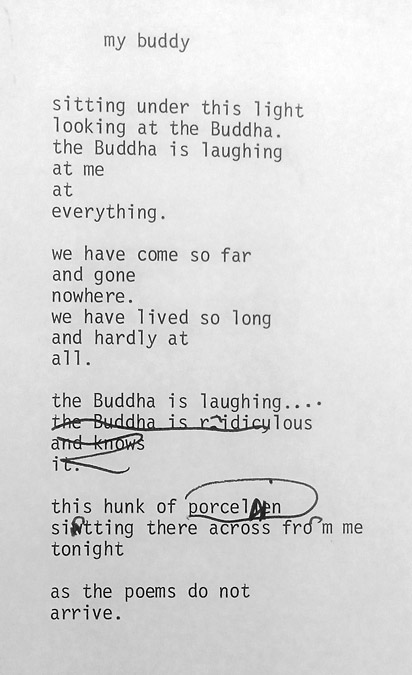 my buddy
sitting under this light
looking at the Buddha.
the Buddha is laughing
at me
at
everything.
we have come so far
and gone
nowhere.
we have lived so long
and hardly at
all.
the Buddha is laughing....
the Buddha is raidiculous
and knows
it.
this hunk of porcelen
sintting there across from me
tonight
as the poems do not
arrive.